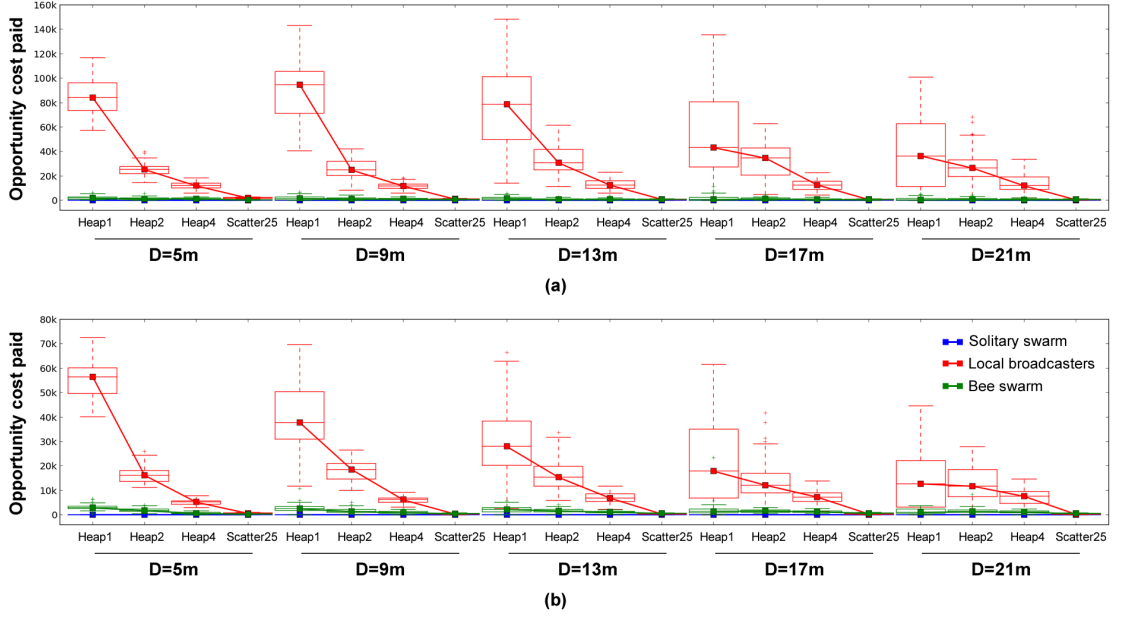 160k
140k
120k
100k
80k
60k
40k
20k
0
Opportunity cost paid
Heap1 Heap2 Heap4 Scatter25 Heap1 Heap2 Heap4 Scatter25 Heap1 Heap2 Heap4 Scatter25 Heap1 Heap2 Heap4 Scatter25 Heap1 Heap2 Heap4 Scatter25
D=5m D=9m D=13m D=17m D=21m
(a)
80k
70k
60k
50k
40k
30k
20k
10k
0
Opportunity cost paid
Solitary swarm
Local broadcasters
Bee swarm
Heap1 Heap2 Heap4 Scatter25 Heap1 Heap2 Heap4 Scatter25 Heap1 Heap2 Heap4 Scatter25 Heap1 Heap2 Heap4 Scatter25 Heap1 Heap2 Heap4 Scatter25
D=5m D=9m D=13m D=17m D=21m
(b)